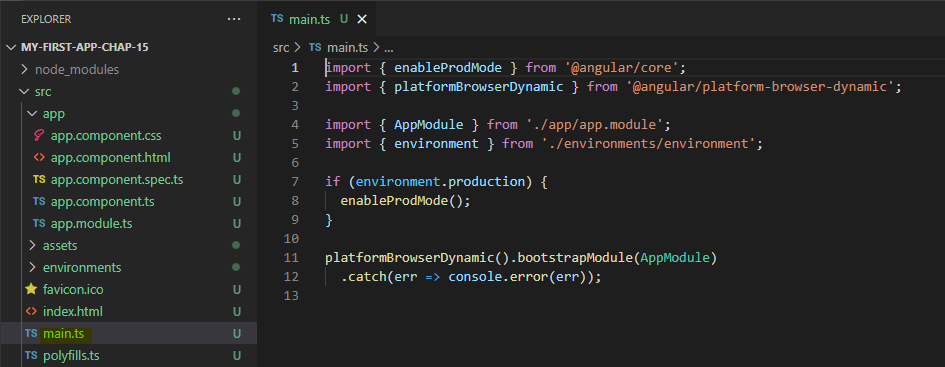 EXPLORER ...
MY-FIRST-APP-CHAP-15
node_modules
src
app
app.component.css U
app.component.html U
TS app.component.spec.ts U
TS app.component.ts U
TS app.module.ts U
assets
environments
favicon.ico U
<> index.html U
TS main.ts U
TS polyfills.ts U
TS main.ts U ×
src > TS main.ts > ...
1 import { enableProdMode } from '@angular/core';
2 import { platformBrowserDynamic } from '@angular/platform-browser-dynamic';
3
4 import { AppModule } from './app/app.module';
5 import { environment } from './environments/environment';
6
7 if (environment.production) {
8 enableProdMode();
9 }
10
11 platformBrowserDynamic().bootstrapModule(AppModule)
12 .catch(err => console.error(err));
13